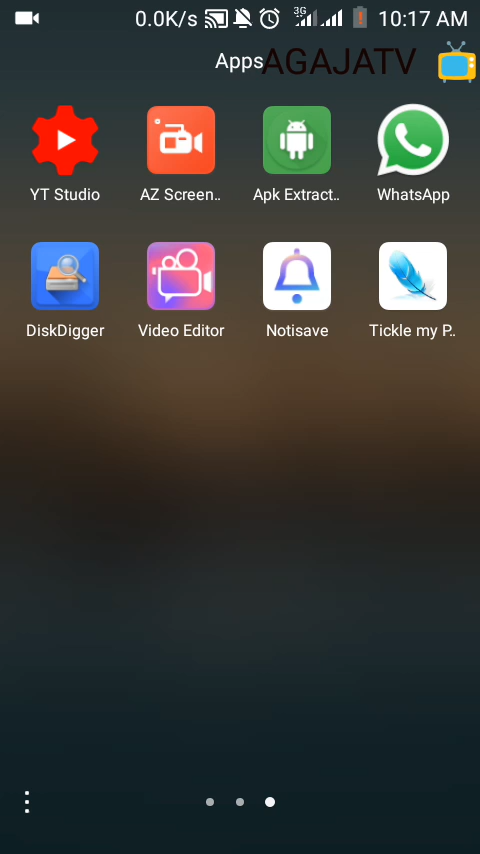 0.0K/s 3G 10:17 AM
Apps AGAJATV
YT Studio AZ Screen.. Apk Extract.. WhatsApp
DiskDigger Video Editor Notisave Tickle my P..